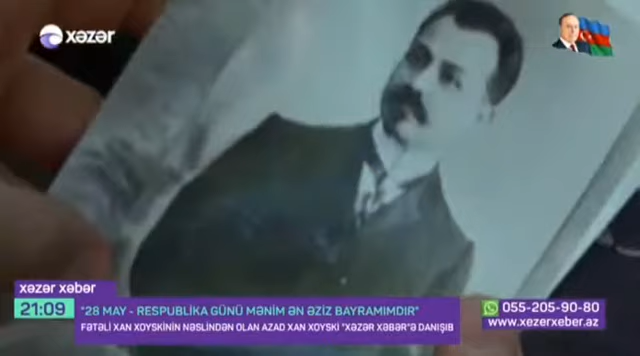 xəzər
xəzər xəbər
21:09
"28 MAY - RESPUBLİKA GÜNÜ MƏNİM ƏN ƏZİZ BAYRAMIMDIR"
FƏTƏLİ XAN XOYSKİNİN NƏSLİNDƏN OLAN AZAD XAN XOYSKİ "XƏZƏR XƏBƏR"Ə DANIŞIB
055-205-90-80
www.xezerxeber.az